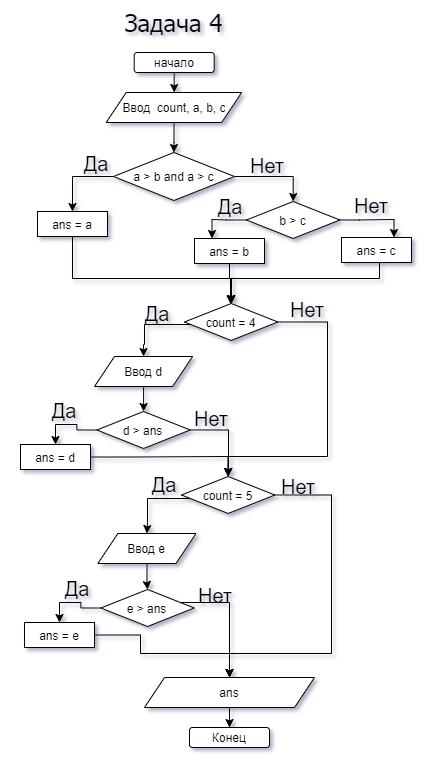 Задача 4
начало
Ввод count, a, b, c
Да
a > b and a > c
Нет
ans = a
Да
b > c
Нет
ans = b
ans = c
Да
count = 4
Нет
Ввод d
Да
d > ans
Нет
ans = d
Да
count = 5
Нет
Ввод e
Да
e > ans
Нет
ans = e
ans
Конец